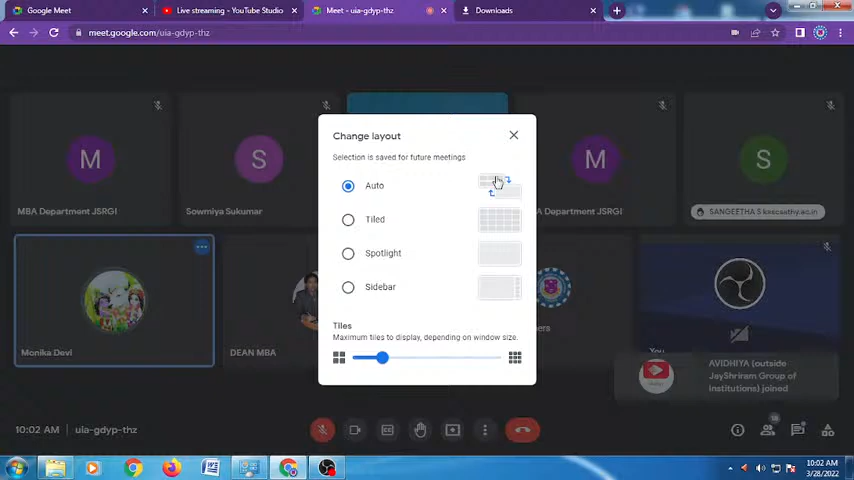 Google Meet
Live streaming - YouTube Studio
Meet - uia-gdyp-thz
Downloads
meet.google.com/uia-gdyp-thz
Change layout
Selection is saved for future meetings
Auto
Tiled
Spotlight
Sidebar
Tiles
Maximum tiles to display, depending on window size.
M
S
M
S
MBA Department JSRGI
Sowmiya Sukumar
BA Department JSRGI
SANGEETHA S kascsathy.ac.in
Monika Devi
DEAN MBA
You
AVIDHIYA (outside
JayShriram Group of
Institutions) joined
10:02 AM
uia-gdyp-thz
18
10:02 AM
3/28/2022